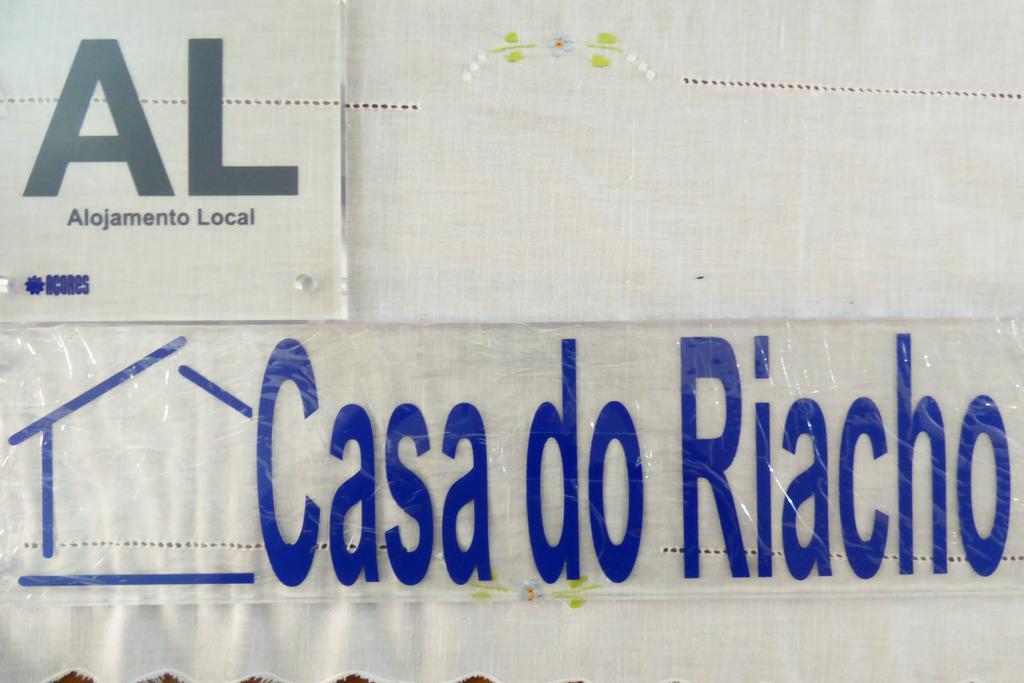 AL
Alojamento Local
AÇORES
Casa do Riacho